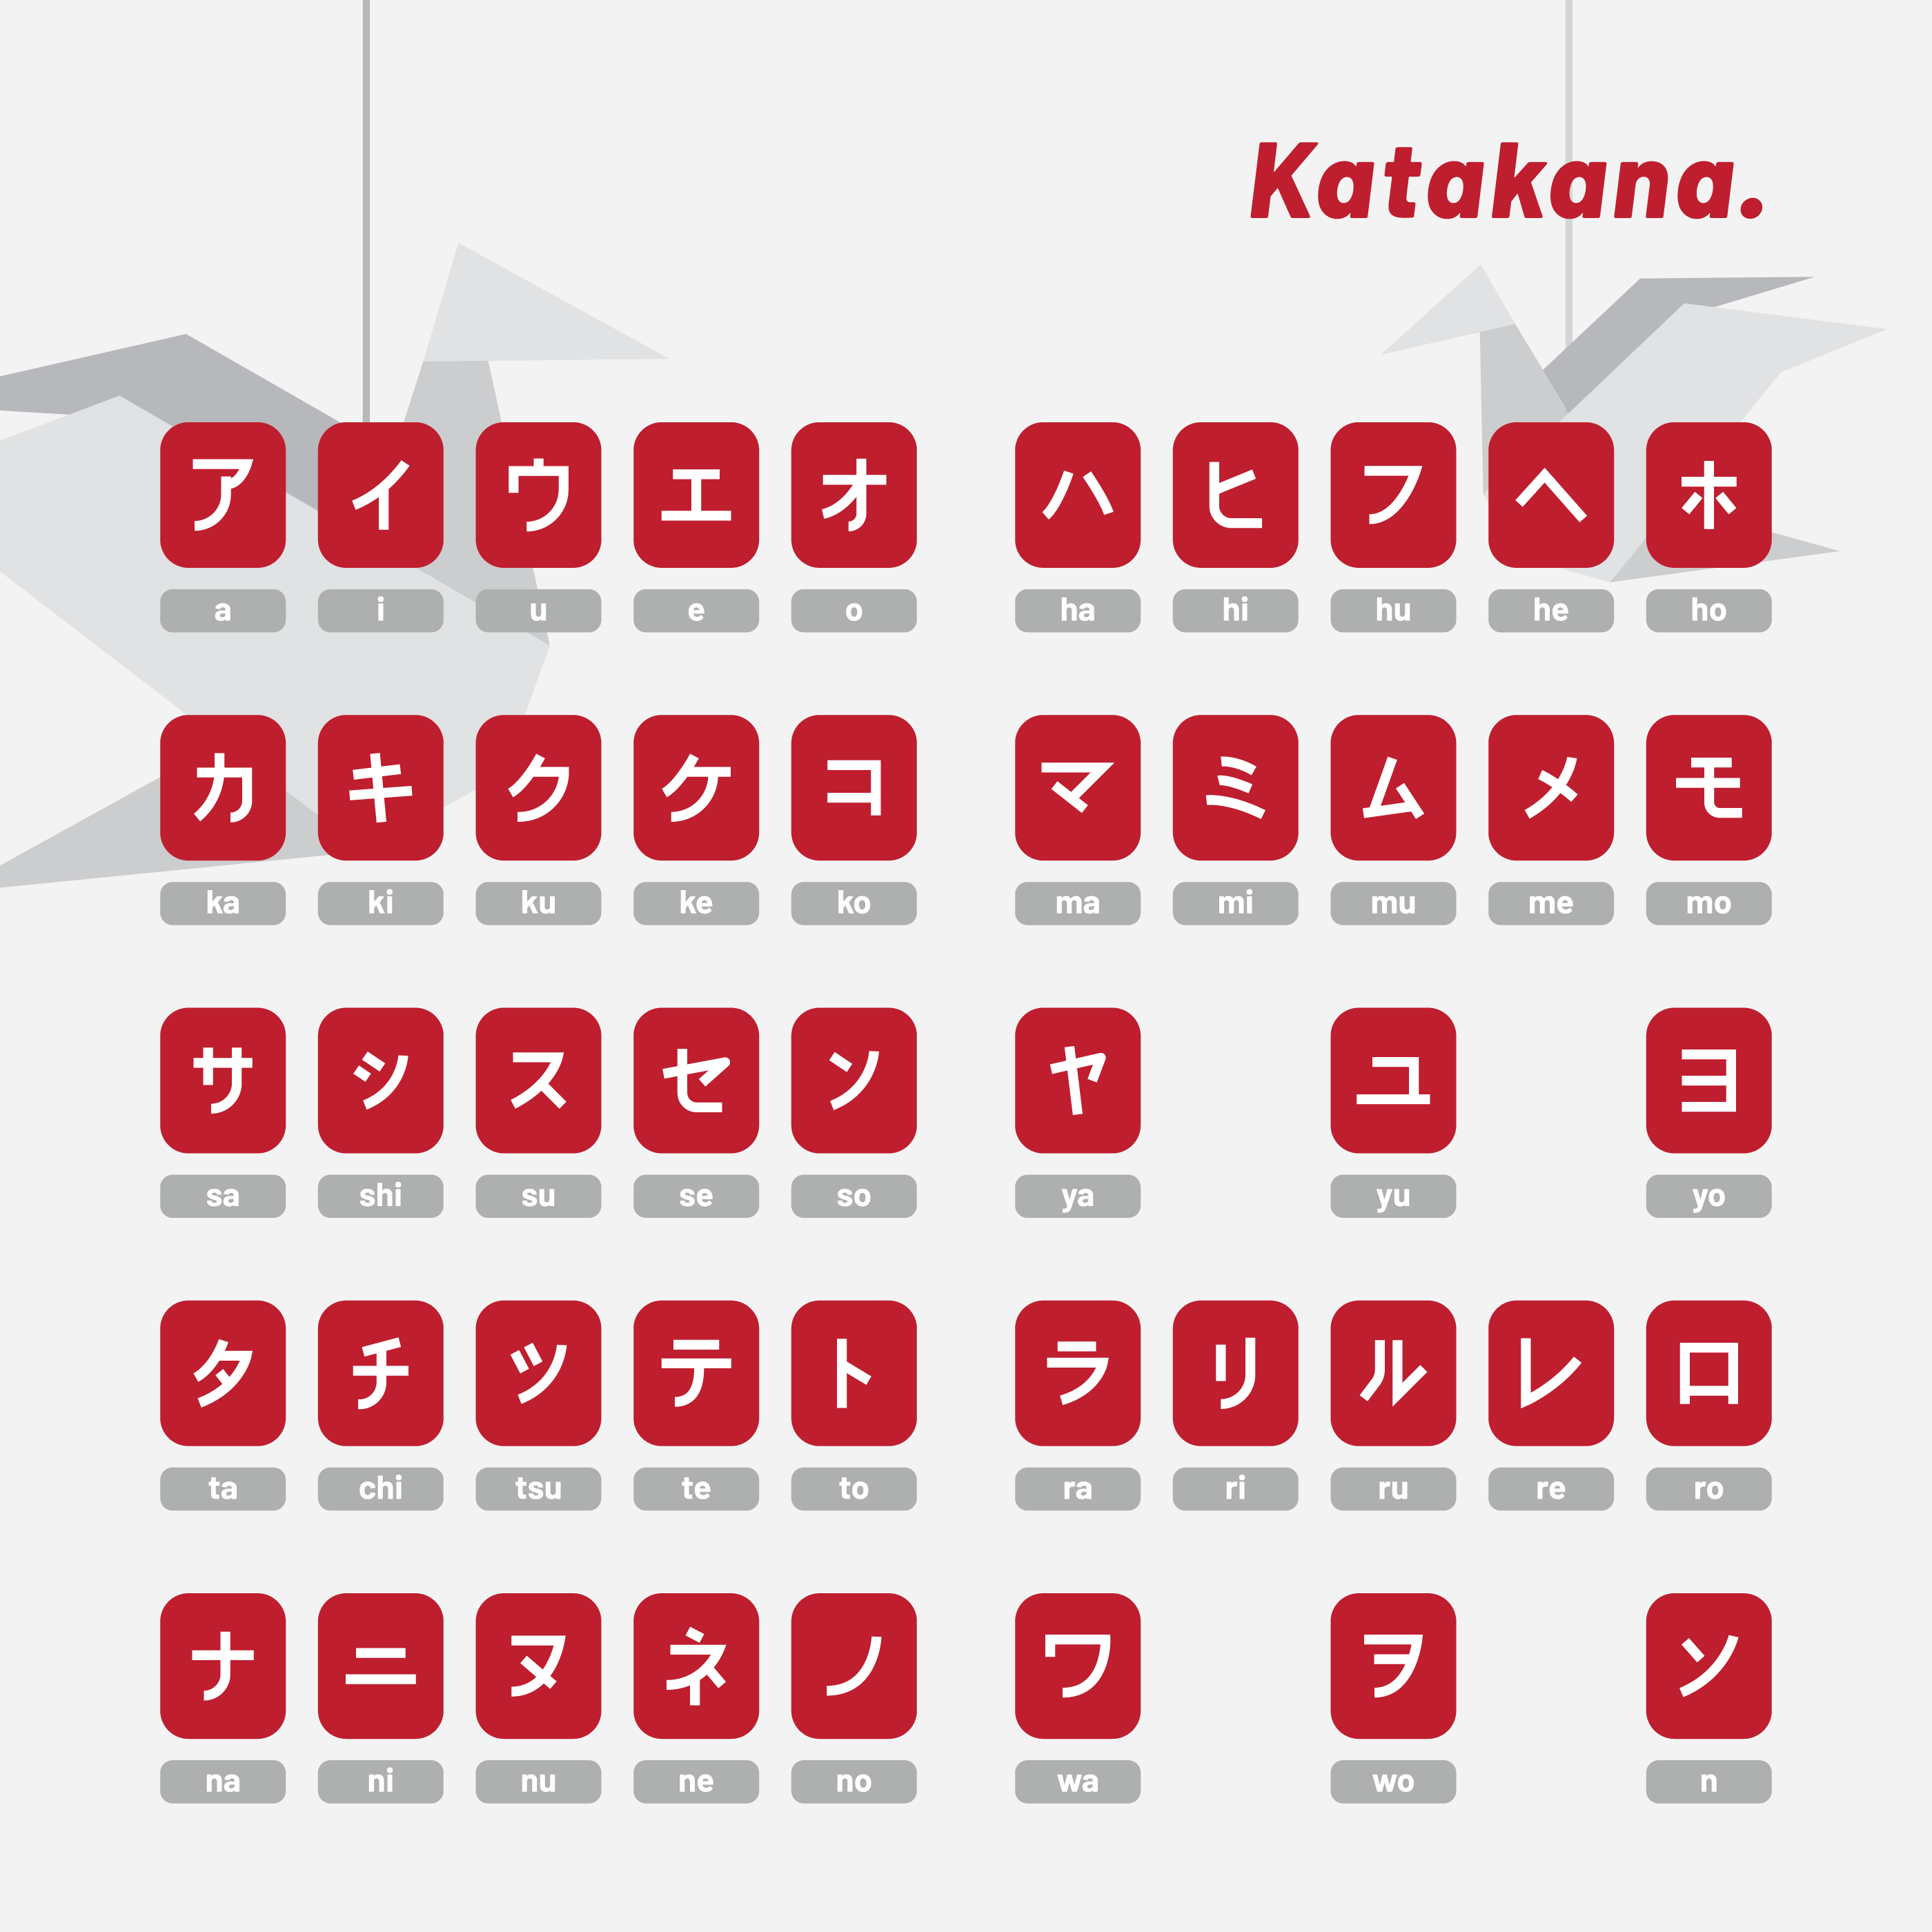 Katakana.
ア イ ウ エ オ ハ ヒ フ ヘ ホ
a i u e o ha hi hu he ho
カ キ ク ケ コ マ ミ ム メ モ
ka ki ku ke ko ma mi mu me mo
サ シ ス セ ソ ヤ ユ ヨ
sa shi su se so ya yu yo
タ チ ツ テ ト ラ リ ル レ ロ
ta chi tsu te to ra ri ru re ro
ナ ニ ヌ ネ ノ ワ ヲ ン
na ni nu ne no wa wo n